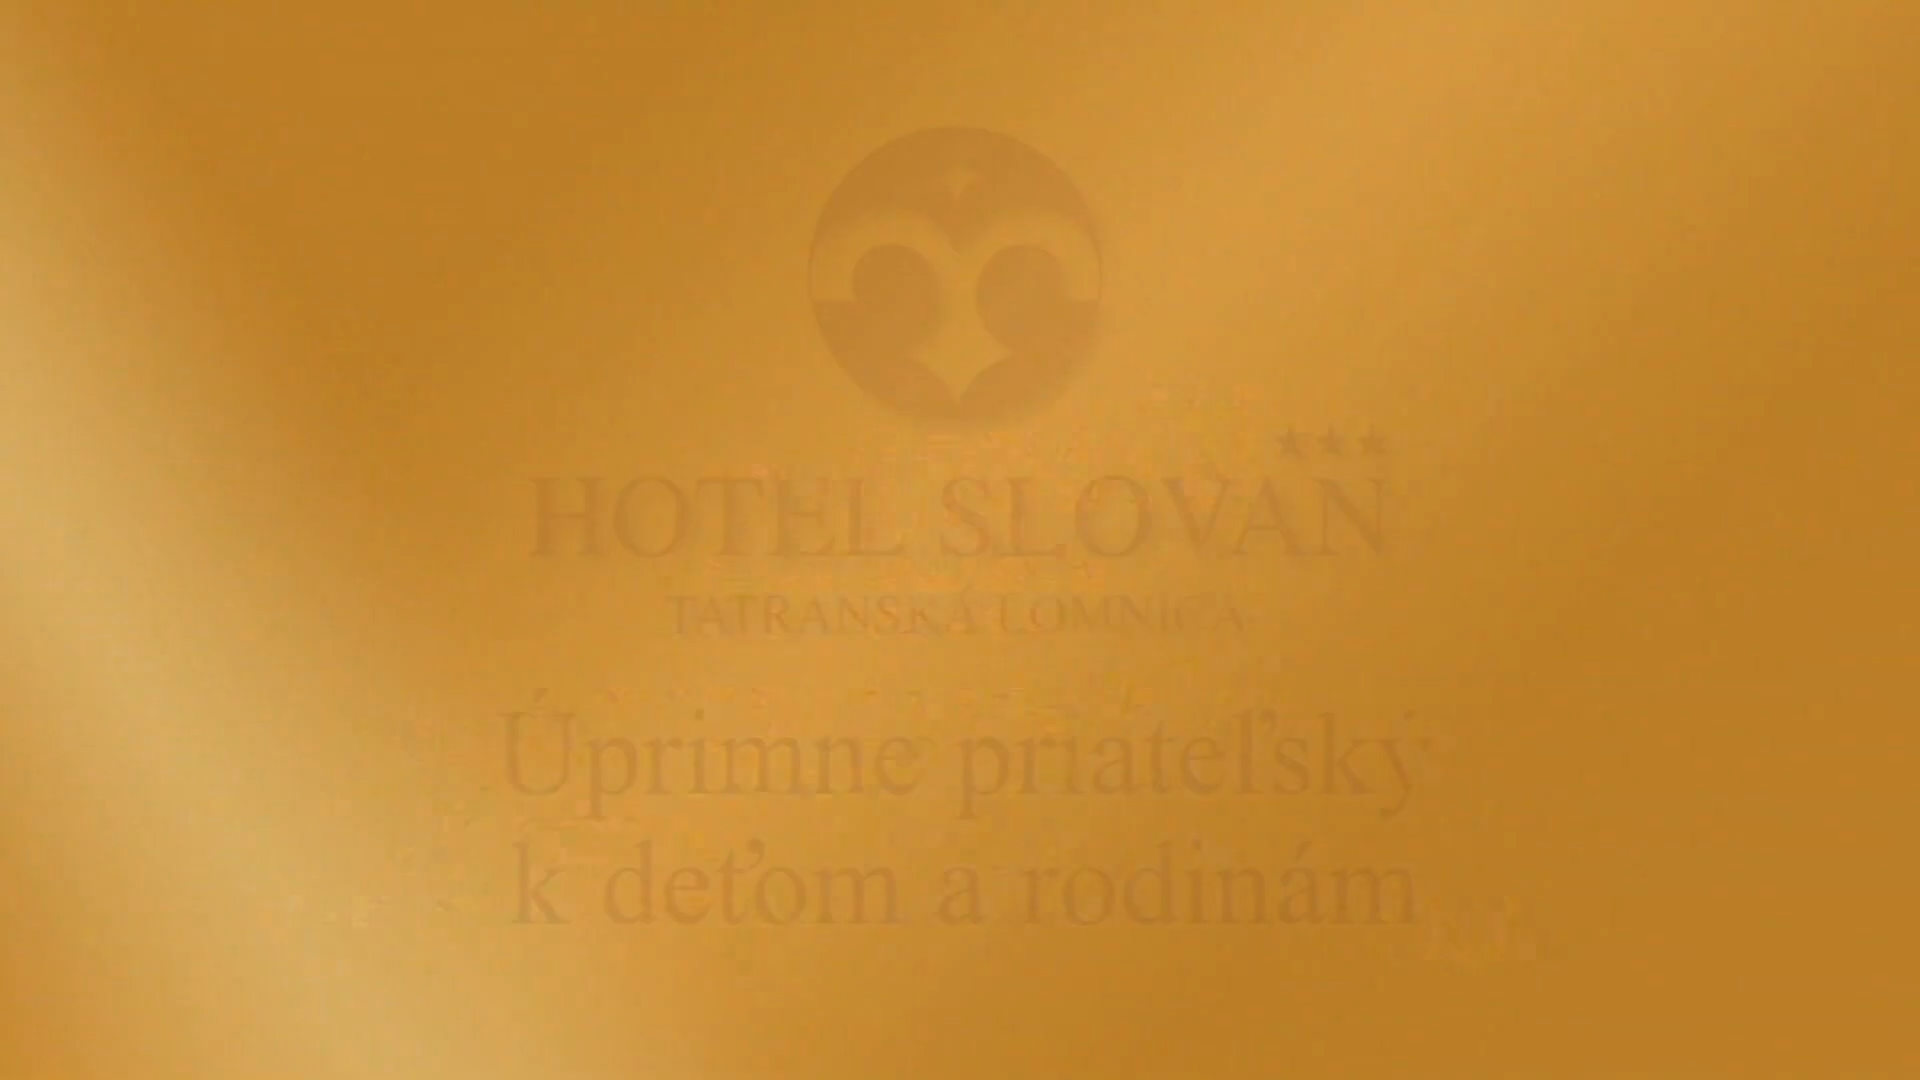 ★★★
HOTEL SLOVAN
TATRANSKÁ LOMNICA
Úprimne priateľský
k deťom a rodinám